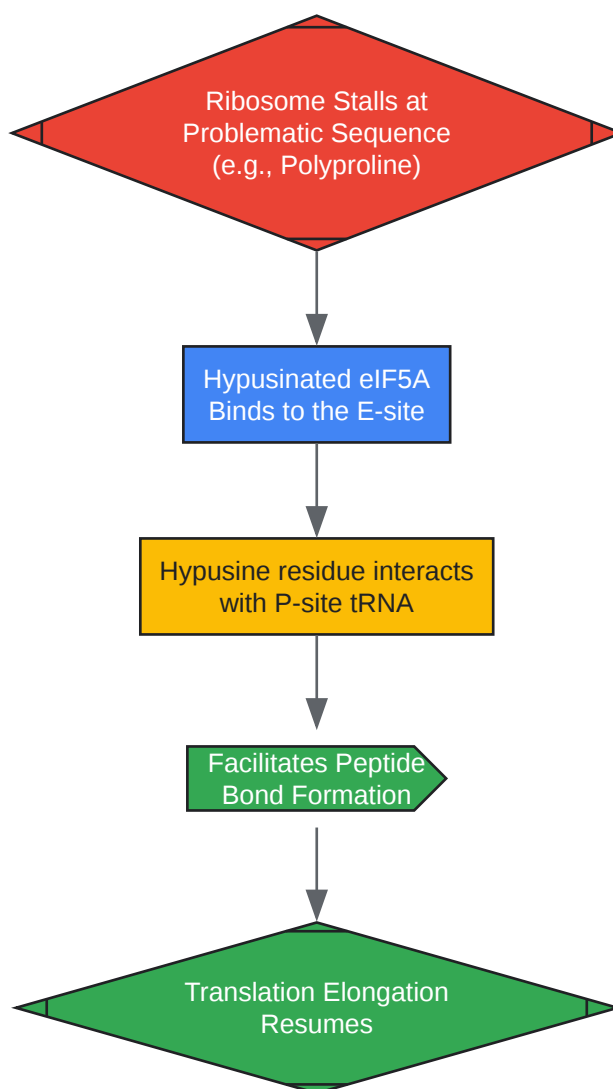 Ribosome Stalls at
Problematic Sequence
(e.g., Polyproline)
Hypusinated eIF5A
Binds to the E-site
Hypusine residue interacts
with P-site tRNA
Facilitates Peptide
Bond Formation
Translation Elongation
Resumes